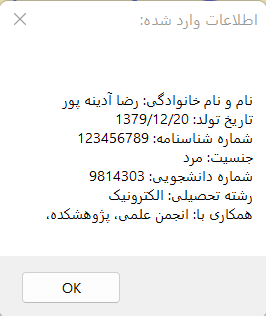 اطلاعات وارد شده:
نام و نام خانوادگی: رضا آدینه پور
تاریخ تولد: 1379/12/20
شماره شناسنامه: 123456789
جنسیت: مرد
شماره دانشجویی: 9814303
رشته تحصیلی: الکترونیک
همکاری با: انجمن علمی، پژوهشکده،
OK